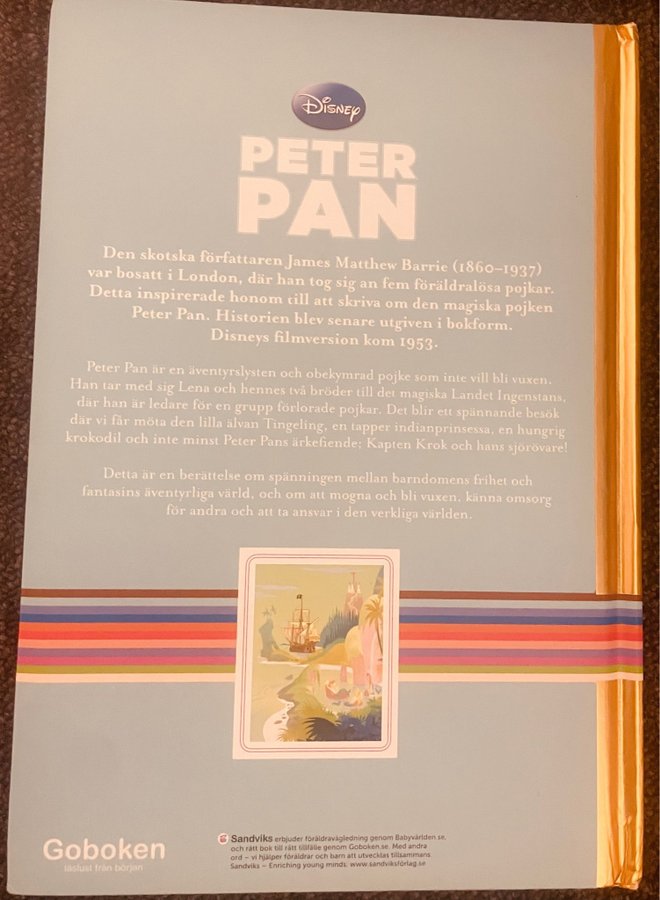 Disney
PETER
PAN
Den skotska författaren James Matthew Barrie (1860–1937)
var bosatt i London, där han tog sig an fem föräldralösa pojkar.
Detta inspirerade honom till att skriva om den magiska pojken
Peter Pan. Historien blev senare utgiven i bokform.
Disneys filmversion kom 1953.
Peter Pan är en äventyrslysten och obekymrad pojke som inte vill bli vuxen.
Han tar med sig Lena och hennes två bröder till det magiska Landet Ingenstans,
där han är ledare för en grupp förlorade pojkar. Det blir ett spännande besök
där vi får möta den lilla älvan Tingeling, en tapper indianprinsessa, en hungrig
krokodil och inte minst Peter Pans ärkefiende; Kapten Krok och hans sjörövare!
Detta är en berättelse om spänningen mellan barndomens frihet och
fantasins äventyrliga värld, och om att mogna och bli vuxen, känna omsorg
för andra och att ta ansvar i den verkliga världen.
Goboken
läslust från början
Sandviks erbjuder föräldravägledning genom Babyvärlden.se,
och rätt bok till rätt tillfälle genom Goboken.se. Med andra
ord – vi hjälper föräldrar och barn att utvecklas tillsammans.
Sandviks – Enriching young minds. www.sandviksförlag.se